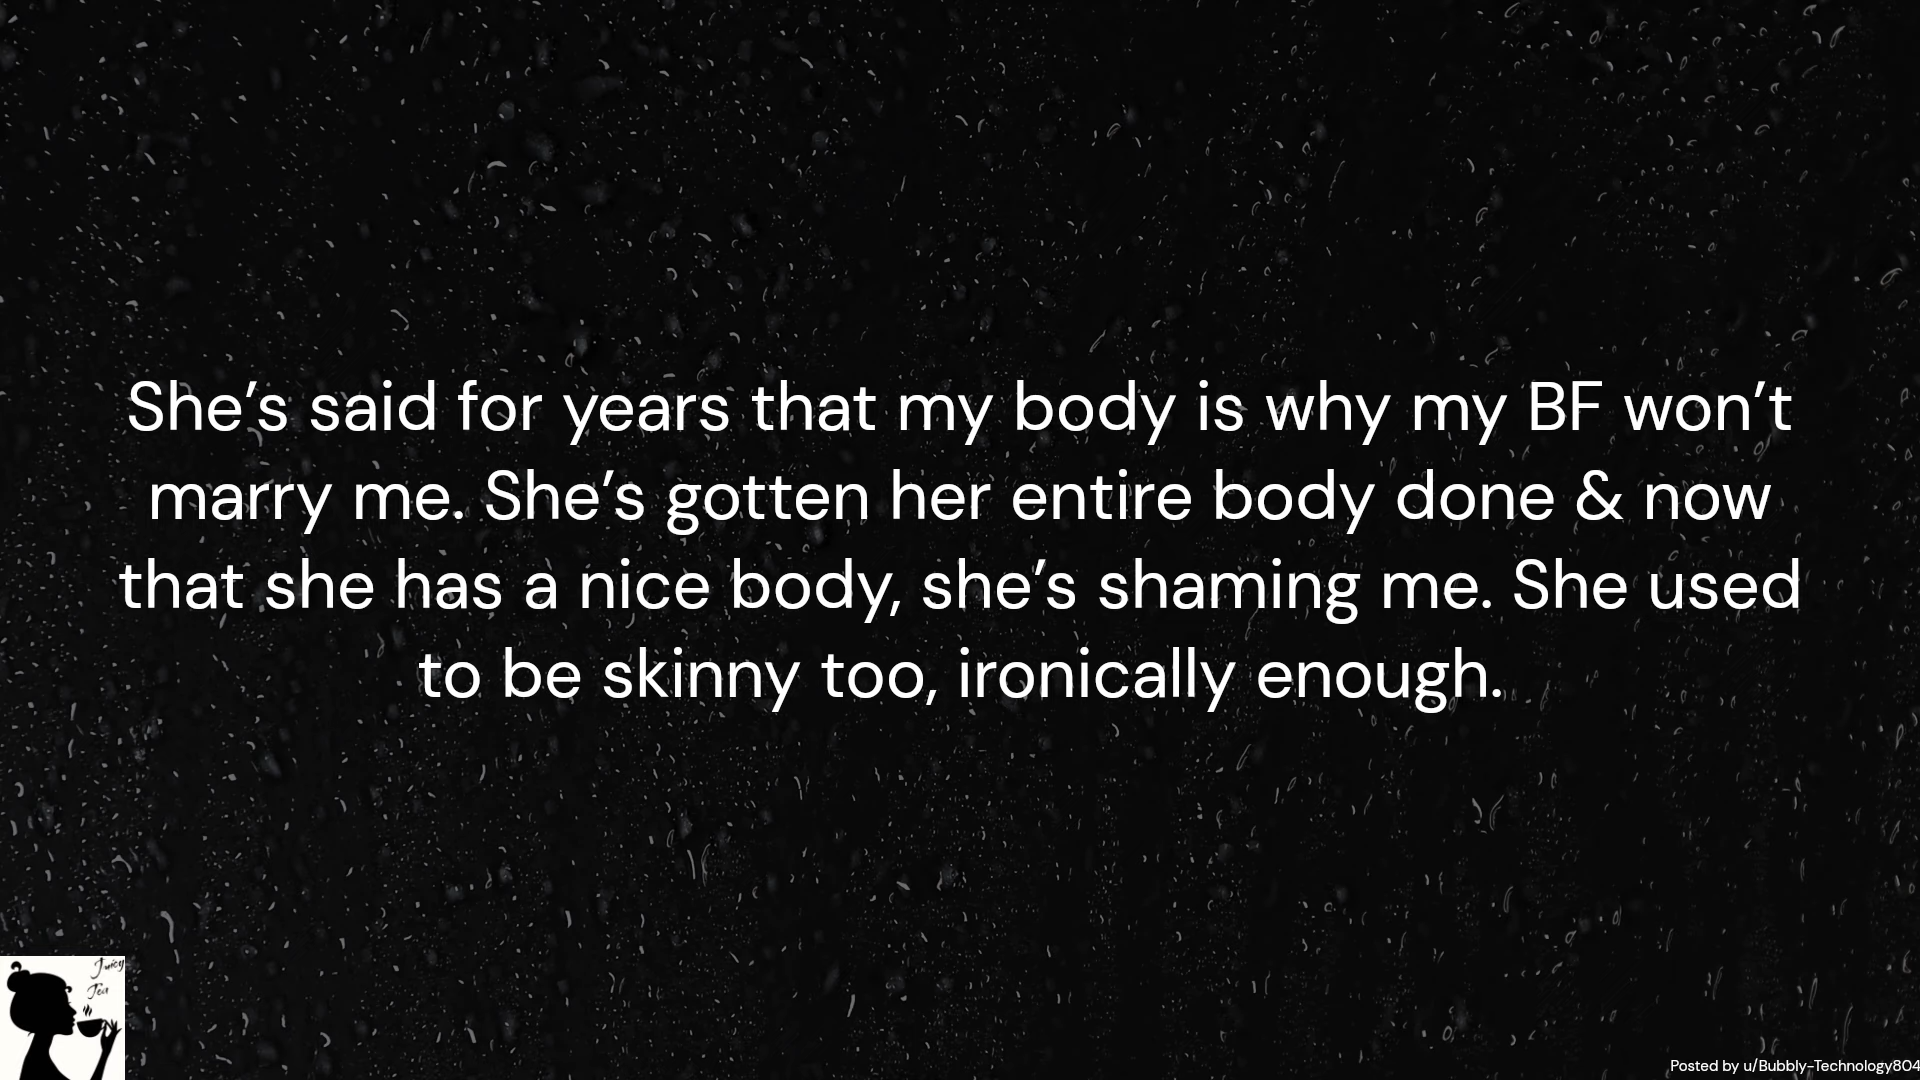 She’s said for years that my body is why my BF won’t
marry me. She’s gotten her entire body done & now
that she has a nice body, she’s shaming me. She used
to be skinny too, ironically enough.
Juicy
Tea
Posted by u/Bubbly-Technology804